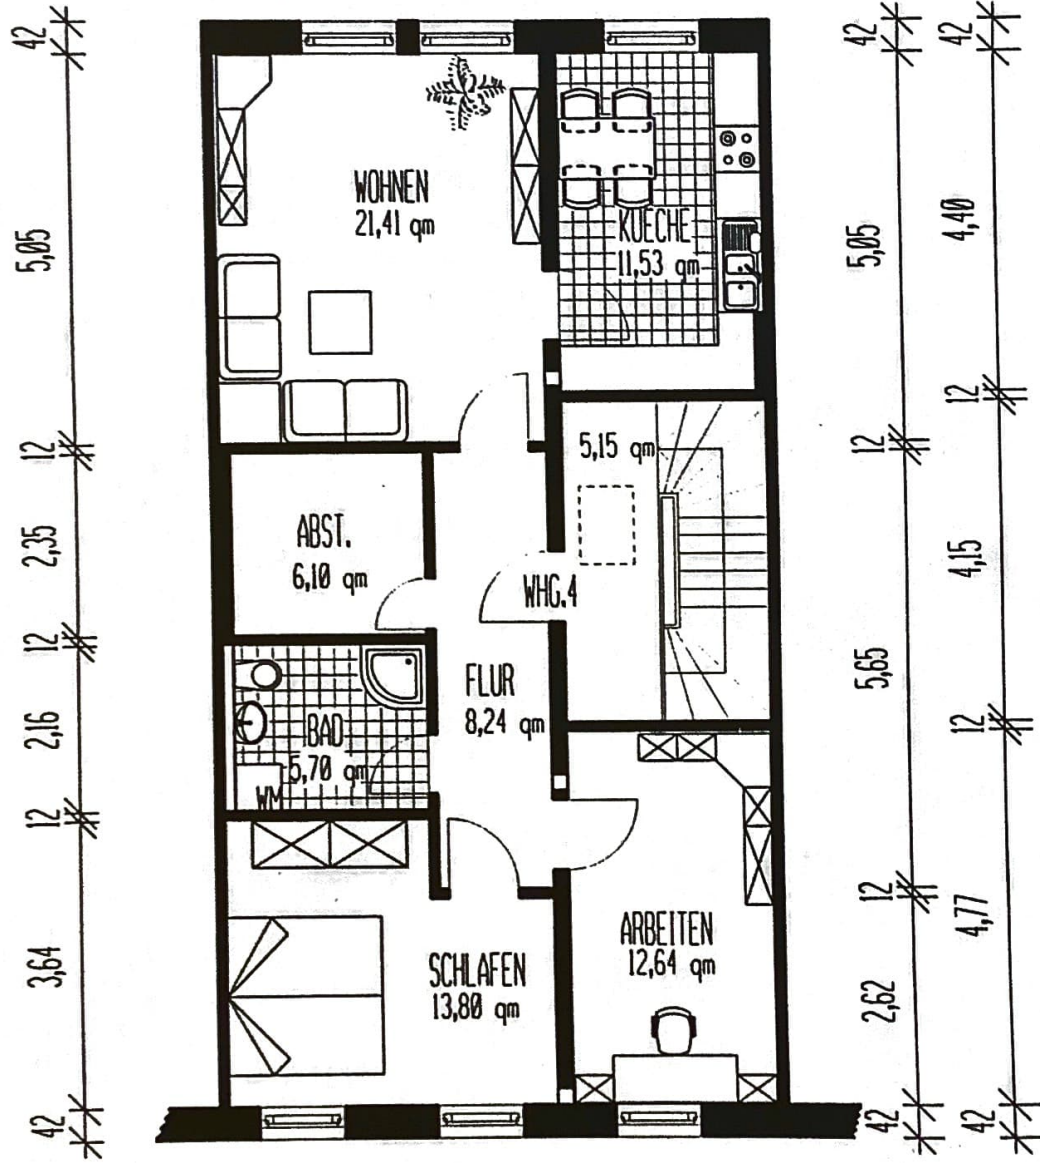 42
5,05
12
2,35
12
2,16
12
3,64
42
WOHNEN
21,41 qm
KUECHE
11,53 qm
5,15 qm
ABST.
6,10 qm
WHG.4
FLUR
8,24 qm
BAD
5,70 qm
WM
SCHLAFEN
13,80 qm
ARBEITEN
12,64 qm
42
5,05
12
5,65
12
2,62
42
42
4,40
12
4,15
12
4,77
42